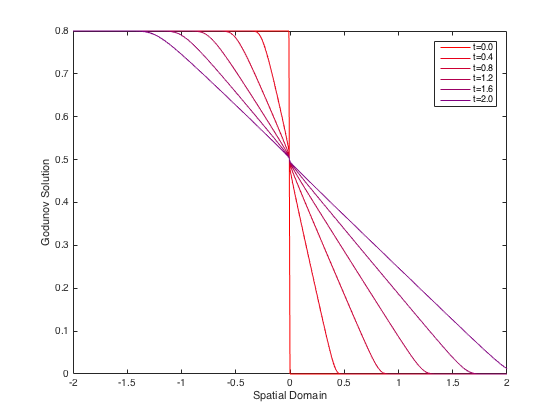 0.8
0.7
0.6
0.5
0.4
0.3
0.2
0.1
0
Godunov Solution
t=0.0
t=0.4
t=0.8
t=1.2
t=1.6
t=2.0
-2 -1.5 -1 -0.5 0 0.5 1 1.5 2
Spatial Domain